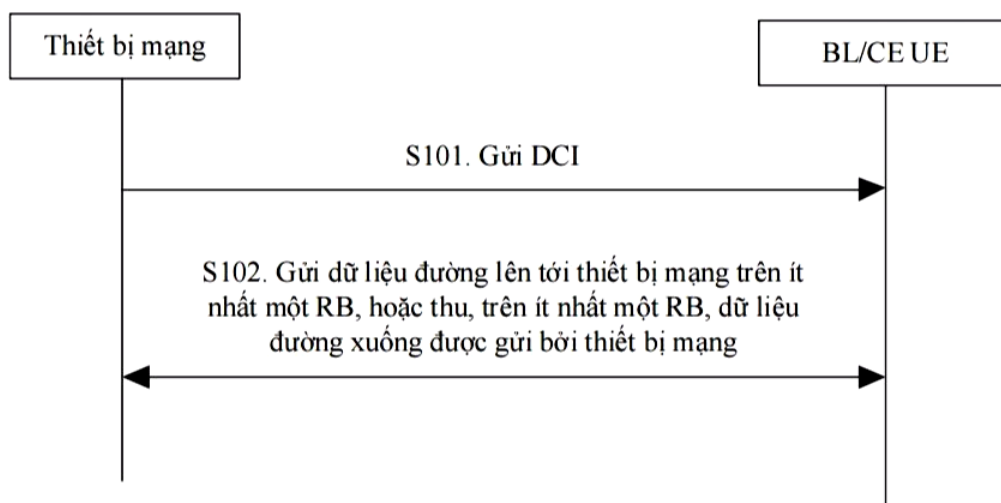 Thiết bị mạng
BL/CE UE
S101. Gửi DCI
S102. Gửi dữ liệu đường lên tới thiết bị mạng trên ít
nhất một RB, hoặc thu, trên ít nhất một RB, dữ liệu
đường xuống được gửi bởi thiết bị mạng